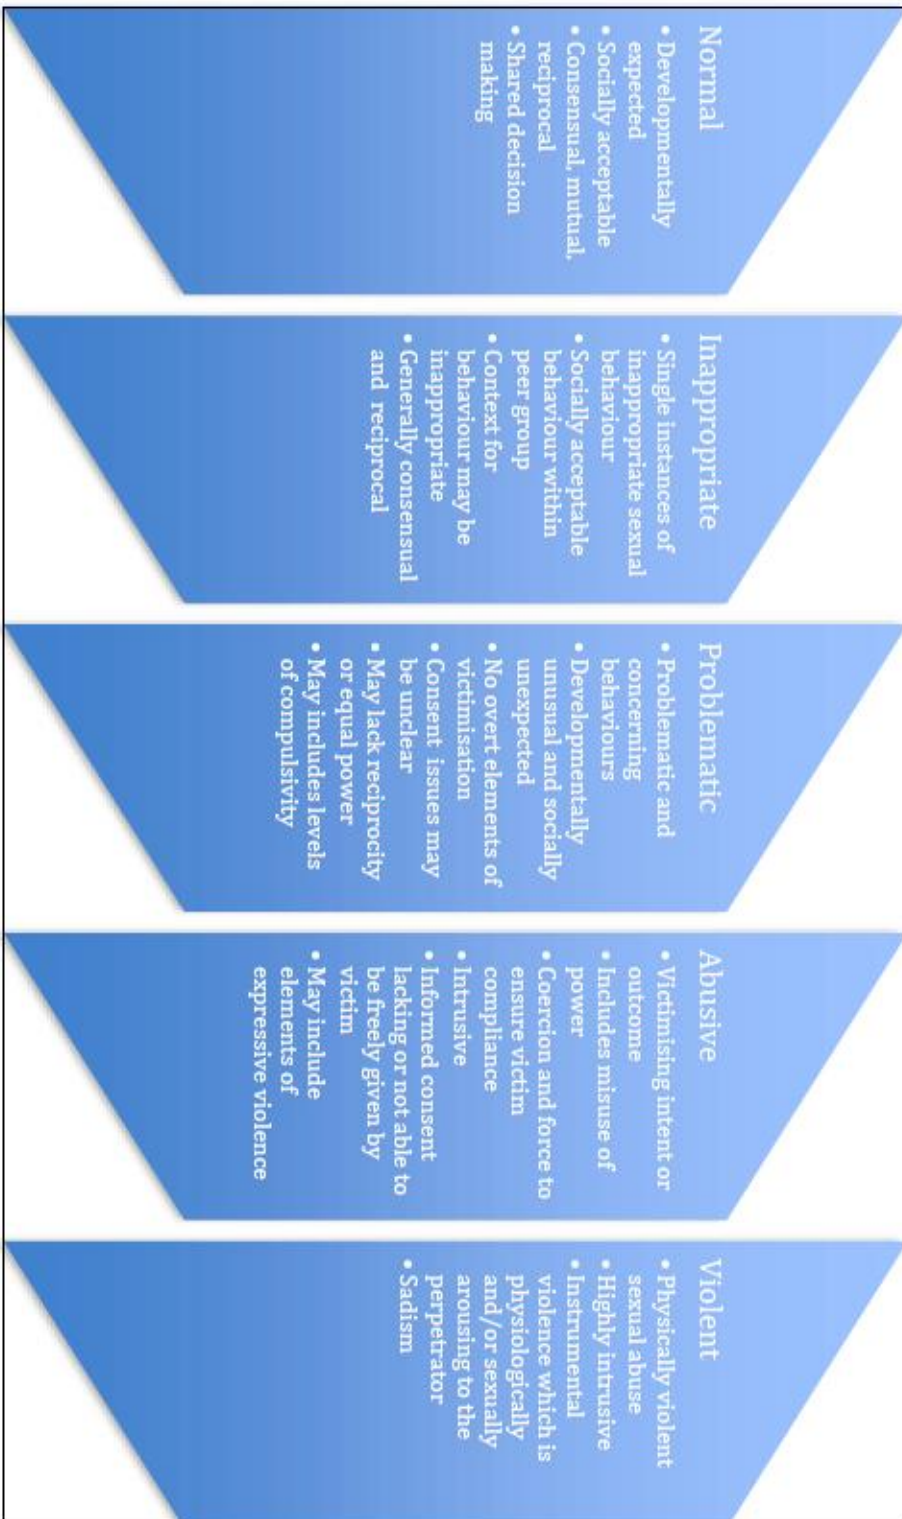 Normal
• Developmentally
expected
• Socially acceptable
• Consensual, mutual,
reciprocal
• Shared decision
making
Inappropriate
• Single instances of
inappropriate sexual
behaviour
• Socially acceptable
behaviour within
peer group
• Context for
behaviour may be
inappropriate
• Generally consensual
and reciprocal
Problematic
• Problematic and
concerning
behaviours
• Developmentally
unusual and socially
unexpected
• No overt elements of
victimisation
• Consent issues may
be unclear
• May lack reciprocity
or equal power
• May includes levels
of compulsivity
Abusive
• Victimising intent or
outcome
• Includes misuse of
power
• Coercion and force to
ensure victim
compliance
• Intrusive
• Informed consent
lacking or not able to
be freely given by
victim
• May include
elements of
expressive violence
Violent
• Physically violent
sexual abuse
• Highly intrusive
• Instrumental
violence which is
physiologically
and/or sexually
arousing to the
perpetrator
• Sadism